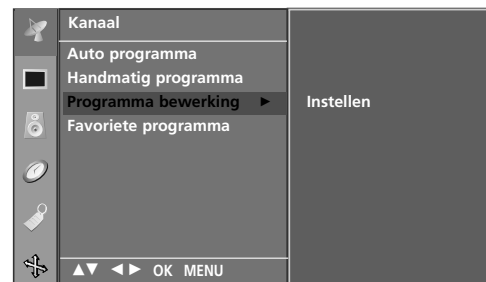 Kanaal
Auto programma
Handmatig programma
Programma bewerking ►
Instellen
Favoriete programma
▲▼ ◄► OK MENU